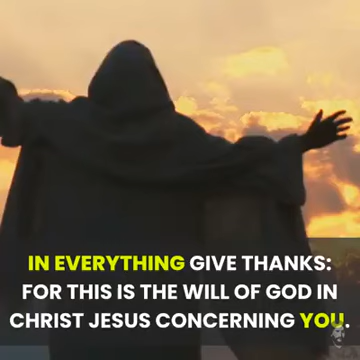 IN EVERYTHING GIVE THANKS:
FOR THIS IS THE WILL OF GOD IN
CHRIST JESUS CONCERNING YOU.